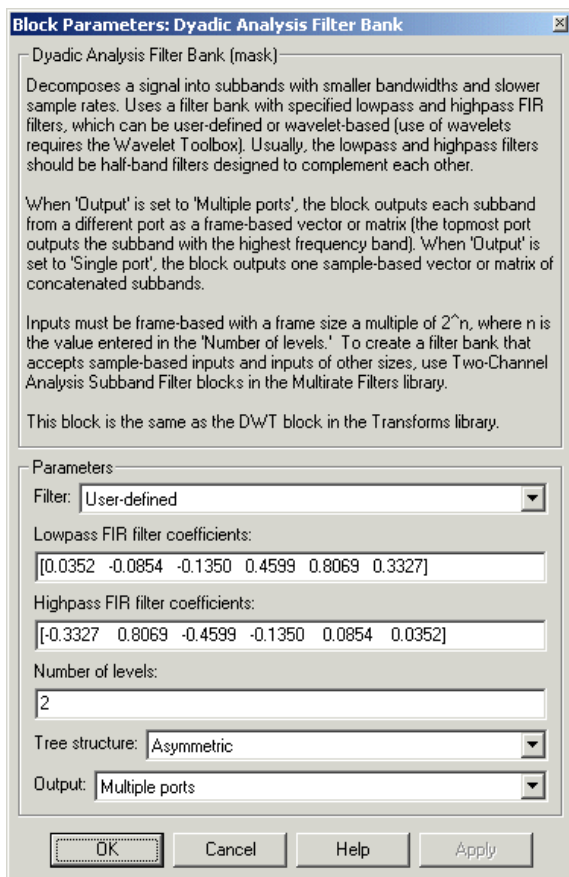 Block Parameters: Dyadic Analysis Filter Bank
Dyadic Analysis Filter Bank (mask)
Decomposes a signal into subbands with smaller bandwidths and slower
sample rates. Uses a filter bank with specified lowpass and highpass FIR
filters, which can be user-defined or wavelet-based (use of wavelets
requires the Wavelet Toolbox). Usually, the lowpass and highpass filters
should be half-band filters designed to complement each other.
When 'Output' is set to 'Multiple ports', the block outputs each subband
from a different port as a frame-based vector or matrix (the topmost port
outputs the subband with the highest frequency band). When 'Output' is
set to 'Single port', the block outputs one sample-based vector or matrix of
concatenated subbands.
Inputs must be frame-based with a frame size a multiple of 2^n, where n is
the value entered in the 'Number of levels.' To create a filter bank that
accepts sample-based inputs and inputs of other sizes, use Two-Channel
Analysis Subband Filter blocks in the Multirate Filters library.
This block is the same as the DWT block in the Transforms library.
Parameters
Filter: User-defined
Lowpass FIR filter coefficients:
[0.0352 -0.0854 -0.1350 0.4599 0.8069 0.3327]
Highpass FIR filter coefficients:
[-0.3327 0.8069 -0.4599 -0.1350 0.0854 0.0352]
Number of levels:
2
Tree structure: Asymmetric
Output: Multiple ports
OK Cancel Help Apply